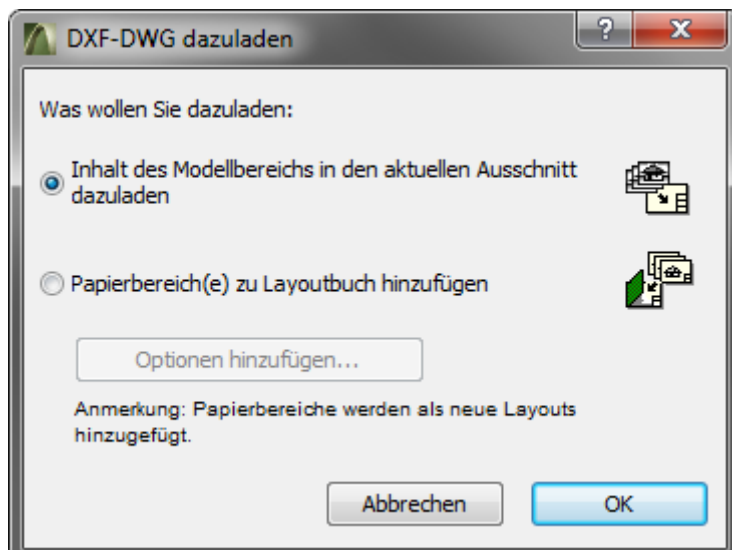 DXF-DWG dazuladen
?
Was wollen Sie dazuladen:
Inhalt des Modellbereichs in den aktuellen Ausschnitt
dazuladen
Papierbereich(e) zu Layoutbuch hinzufügen
Optionen hinzufügen...
Anmerkung: Papierbereiche werden als neue Layouts
hinzugefügt.
Abbrechen
OK